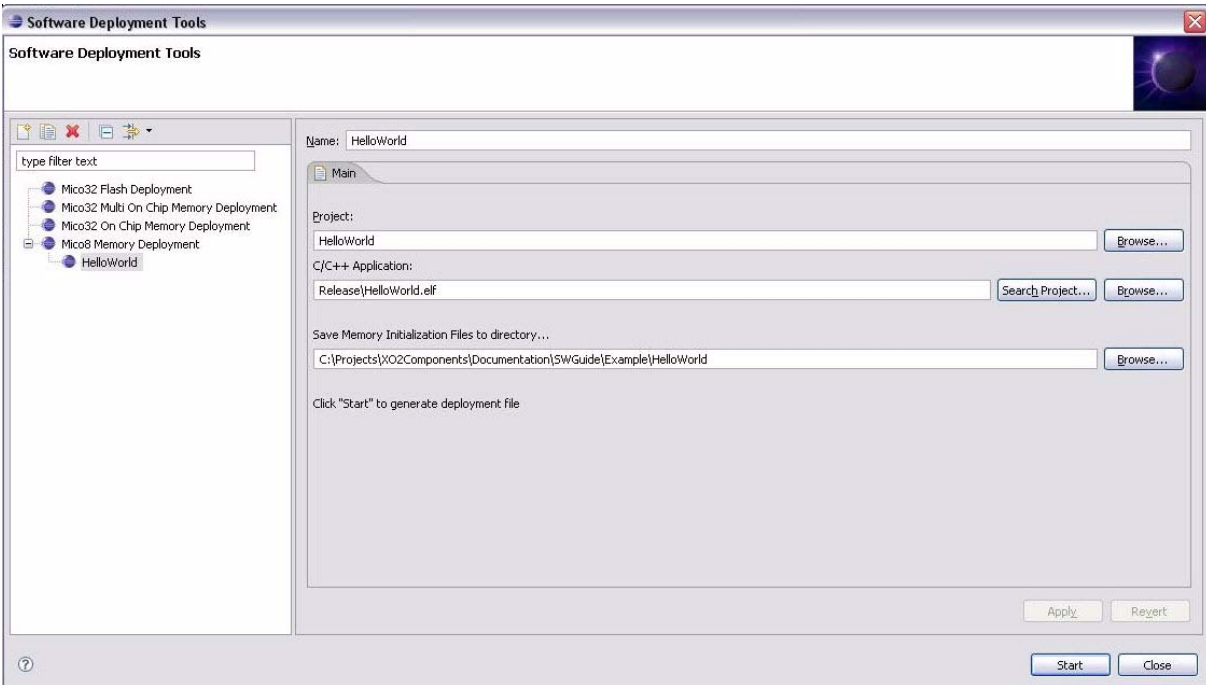 Software Deployment Tools
Software Deployment Tools
type filter text
Mico32 Flash Deployment
Mico32 Multi On Chip Memory Deployment
Mico32 On Chip Memory Deployment
Mico8 Memory Deployment
HelloWorld
Name: HelloWorld
Main
Project:
HelloWorld Browse...
C/C++ Application:
Release\HelloWorld.elf Search Project... Browse...
Save Memory Initialization Files to directory...
C:\Projects\XO2Components\Documentation\SWGuide\Example\HelloWorld Browse...
Click "Start" to generate deployment file
Apply Revert
Start Close